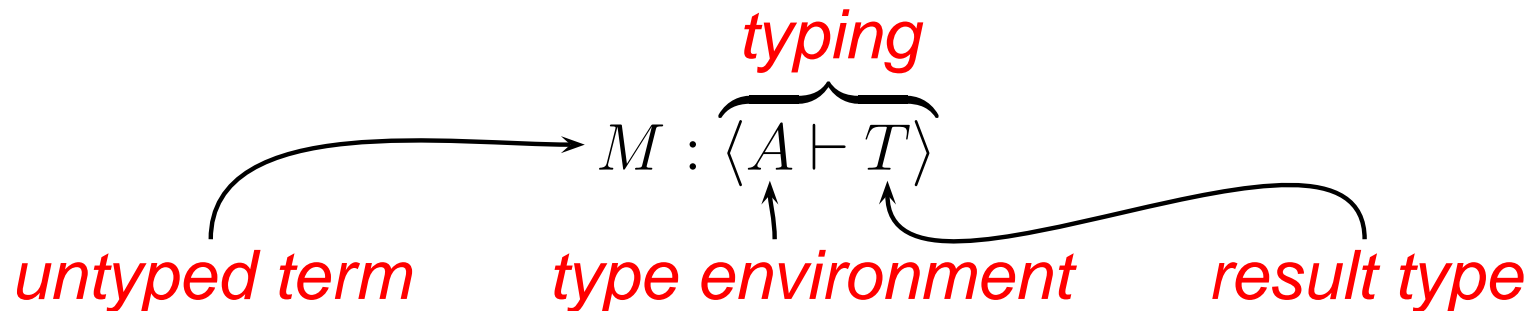 typing
M : ⟨A ⊢ T⟩
untyped term type environment result type